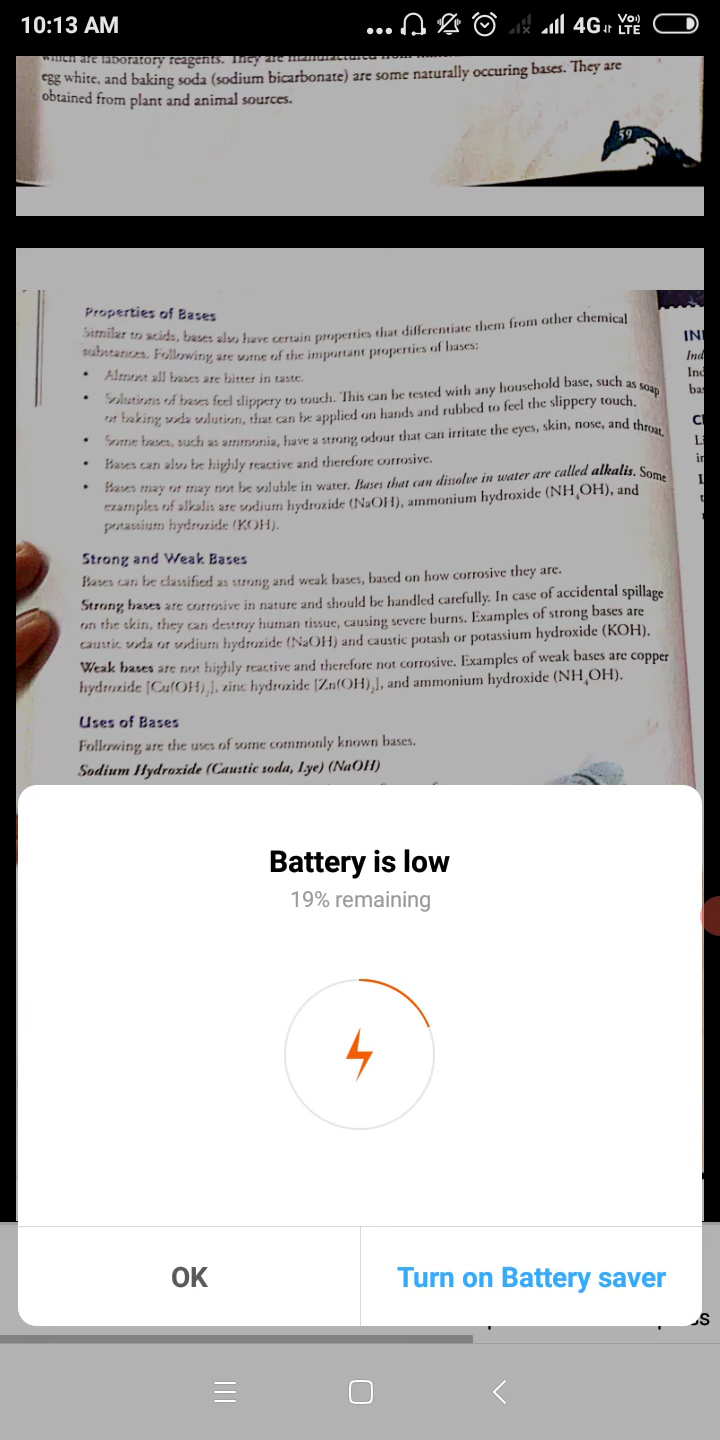 10:13 AM
4G
Vo)) LTE
which are laboratory reagents. They are manufactured from
egg white, and baking soda (sodium bicarbonate) are some naturally occuring bases. They are
obtained from plant and animal sources.
59
Properties of Bases
Similar to acids, bases also have certain properties that differentiate them from other chemical
substances. Following are some of the important properties of bases:
• Almost all bases are bitter in taste.
• Solutions of bases feel slippery to touch. This can be tested with any household base, such as soap
or baking soda solution, that can be applied on hands and rubbed to feel the slippery touch.
• Some bases, such as ammonia, have a strong odour that can irritate the eyes, skin, nose, and throat.
• Bases can also be highly reactive and therefore corrosive.
• Bases may or may not be soluble in water. Bases that can dissolve in water are called alkalis. Some
examples of alkalis are sodium hydroxide (NaOH), ammonium hydroxide (NH₄OH), and
potassium hydroxide (KOH).
Strong and Weak Bases
Bases can be classified as strong and weak bases, based on how corrosive they are.
Strong bases are corrosive in nature and should be handled carefully. In case of accidental spillage
on the skin, they can destroy human tissue, causing severe burns. Examples of strong bases are
caustic soda or sodium hydroxide (NaOH) and caustic potash or potassium hydroxide (KOH).
Weak bases are not highly reactive and therefore not corrosive. Examples of weak bases are copper
hydroxide [Cu(OH)₂], zinc hydroxide [Zn(OH)₂], and ammonium hydroxide (NH₄OH).
Uses of Bases
Following are the uses of some commonly known bases.
Sodium Hydroxide (Caustic soda, Lye) (NaOH)
Battery is low
19% remaining
OK
Turn on Battery saver